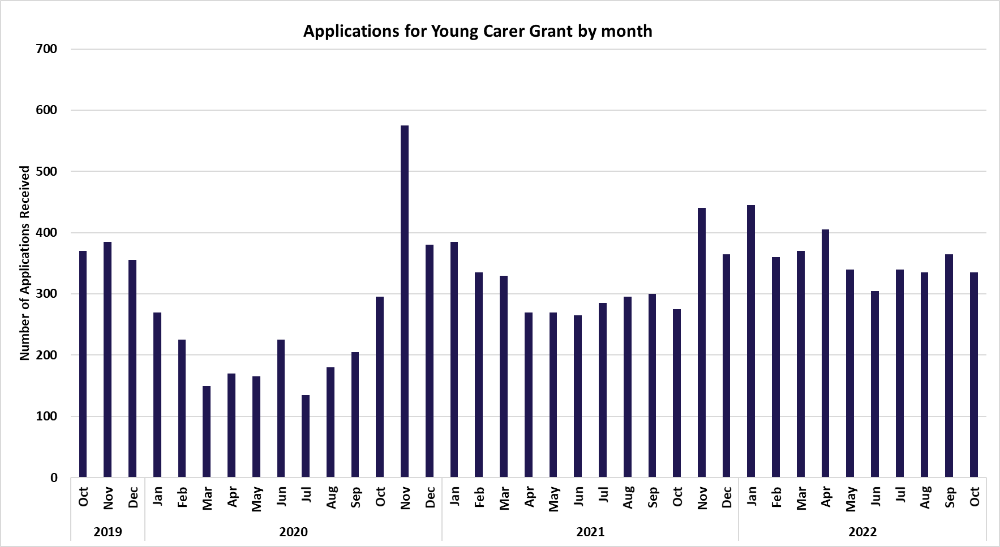 Applications for Young Carer Grant by month
Number of Applications Received
700
600
500
400
300
200
100
0
Oct Nov Dec Jan Feb Mar Apr May Jun Jul Aug Sep Oct Nov Dec Jan Feb Mar Apr May Jun Jul Aug Sep Oct Nov Dec Jan Feb Mar Apr May Jun Jul Aug Sep Oct
2019 2020 2021 2022